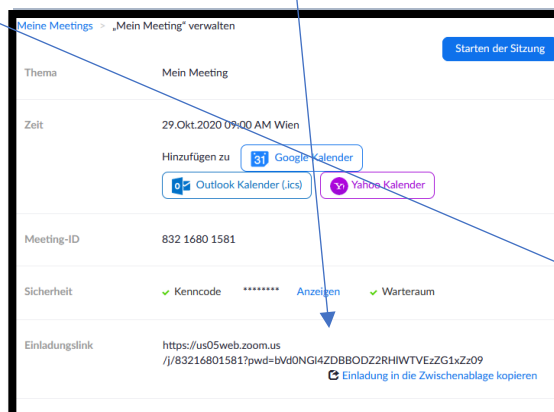 Meine Meetings > „Mein Meeting“ verwalten
Starten der Sitzung
Thema Mein Meeting
Zeit 29.Okt.2020 09:00 AM Wien
Hinzufügen zu 31 Google Kalender
Outlook Kalender (.ics) Yahoo Kalender
Meeting-ID 832 1680 1581
Sicherheit ✓ Kenncode ******** Anzeigen ✓ Warteraum
Einladungslink https://us05web.zoom.us
/j/83216801581?pwd=bVd0NGI4ZDBBODZ2RHlWTVEzZG1xZz09
Einladung in die Zwischenablage kopieren